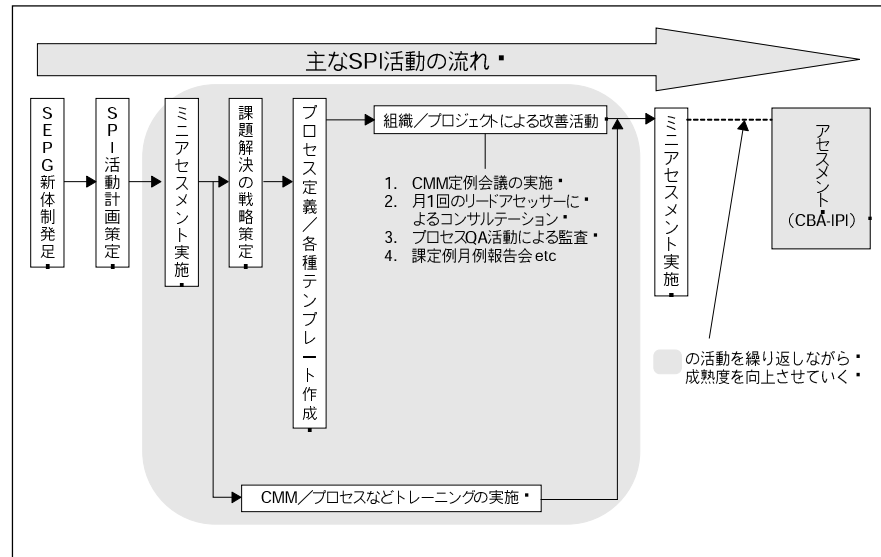 主なSPI活動の流れ
SEPG新体制発足
SPI活動計画策定
ミニアセスメント実施
課題解決の戦略策定
プロセス定義／各種テンプレート作成
組織／プロジェクトによる改善活動
1. CMM定例会議の実施
2. 月1回のリードアセッサーに
よるコンサルテーション
3. プロセスQA活動による監査
4. 課定例月例報告会 etc
CMM／プロセスなどトレーニングの実施
ミニアセスメント実施
アセスメント
（CBA-IPI）
の活動を繰り返しながら
成熟度を向上させていく